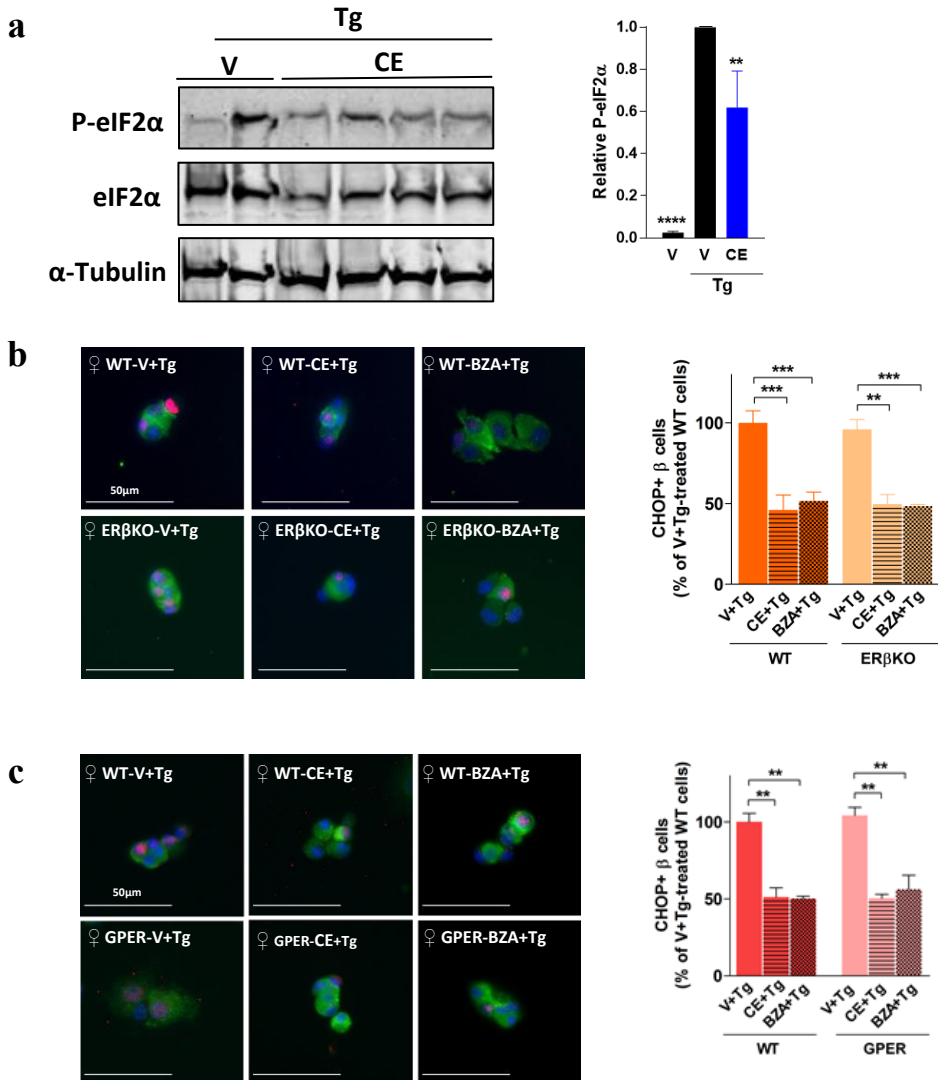 a
Tg
V CE
P-eIF2α
eIF2α
α-Tubulin
Relative P-eIF2α
1.0
0.8
0.6
0.4
0.2
0.0
****
**
V V CE
Tg
b
♀ WT-V+Tg
♀ WT-CE+Tg
♀ WT-BZA+Tg
50μm
♀ ERβKO-V+Tg
♀ ERβKO-CE+Tg
♀ ERβKO-BZA+Tg
CHOP+ β cells
(% of V+Tg-treated WT cells)
100
50
0
***
***
***
**
V+Tg
CE+Tg
BZA+Tg
V+Tg
CE+Tg
BZA+Tg
WT
ERβKO
c
♀ WT-V+Tg
♀ WT-CE+Tg
♀ WT-BZA+Tg
50μm
♀ GPER-V+Tg
♀ GPER-CE+Tg
♀ GPER-BZA+Tg
CHOP+ β cells
(% of V+Tg-treated WT cells)
100
50
0
**
**
**
**
V+Tg
CE+Tg
BZA+Tg
V+Tg
CE+Tg
BZA+Tg
WT
GPER